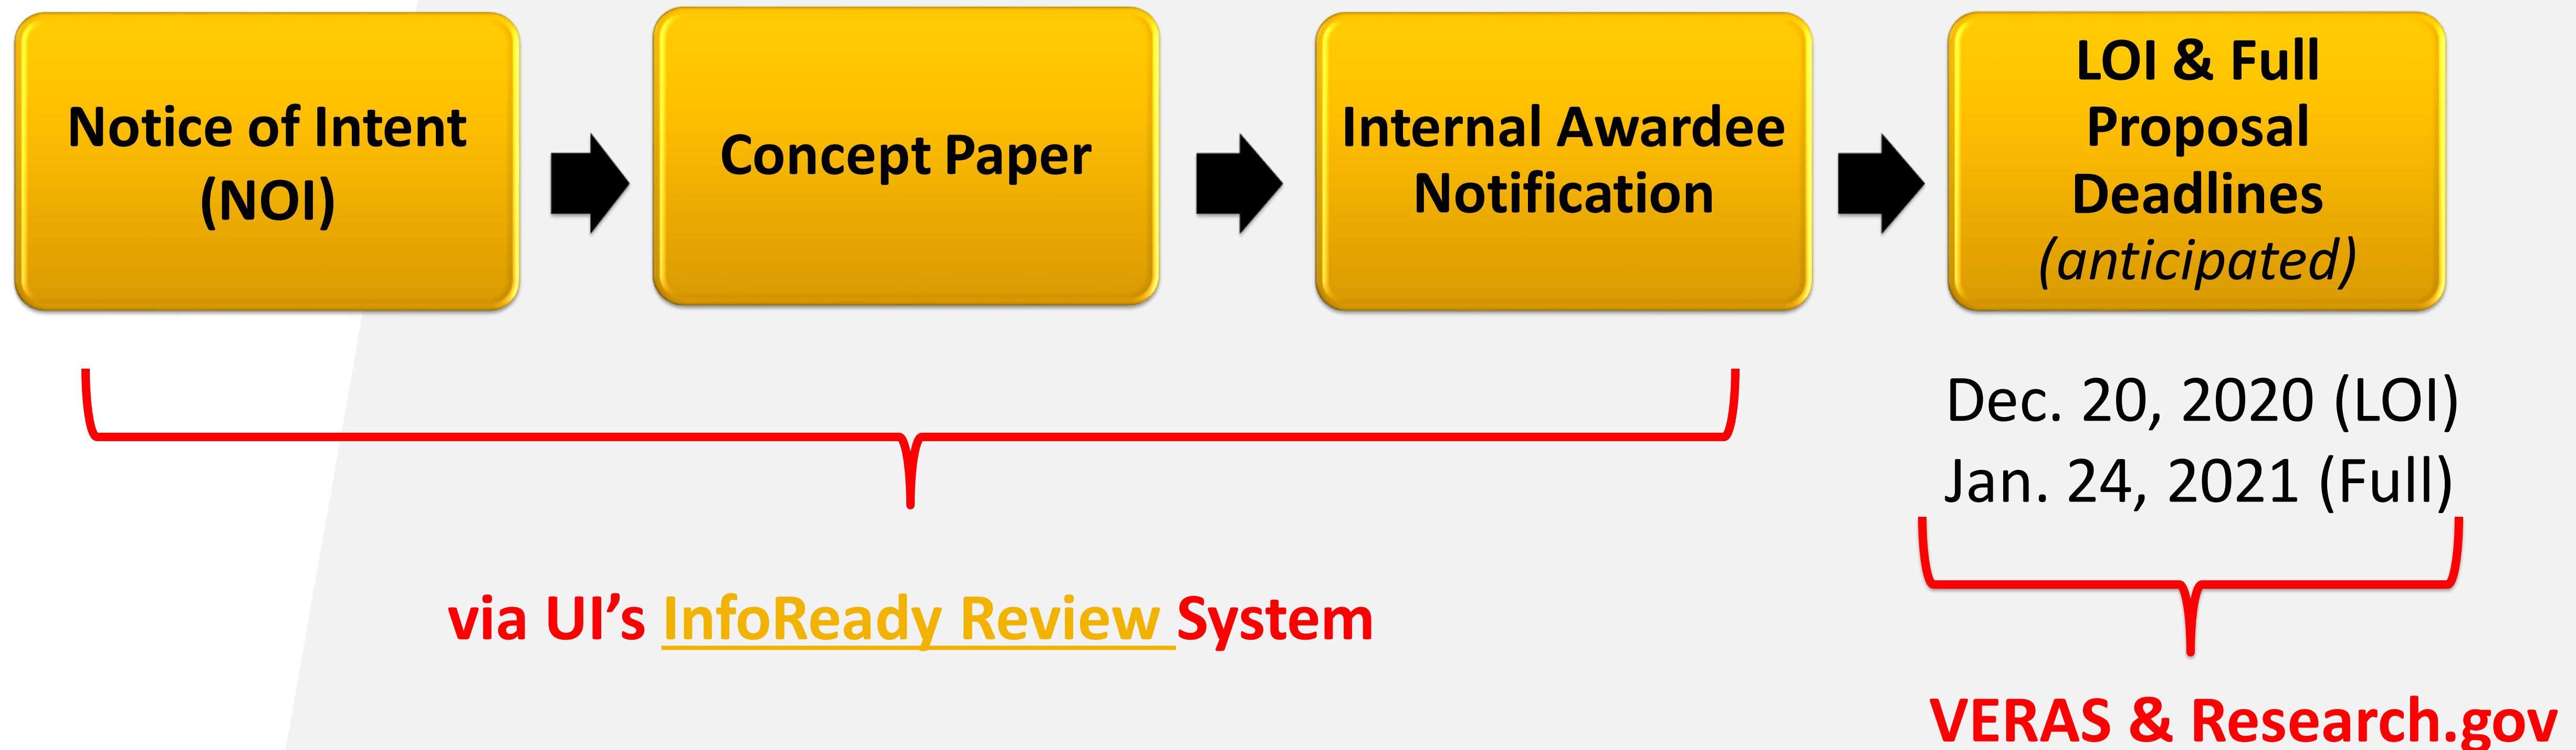 Notice of Intent
(NOI)
Concept Paper
Internal Awardee
Notification
LOI & Full
Proposal
Deadlines
(anticipated)
Dec. 20, 2020 (LOI)
Jan. 24, 2021 (Full)
via UI’s InfoReady Review System
VERAS & Research.gov